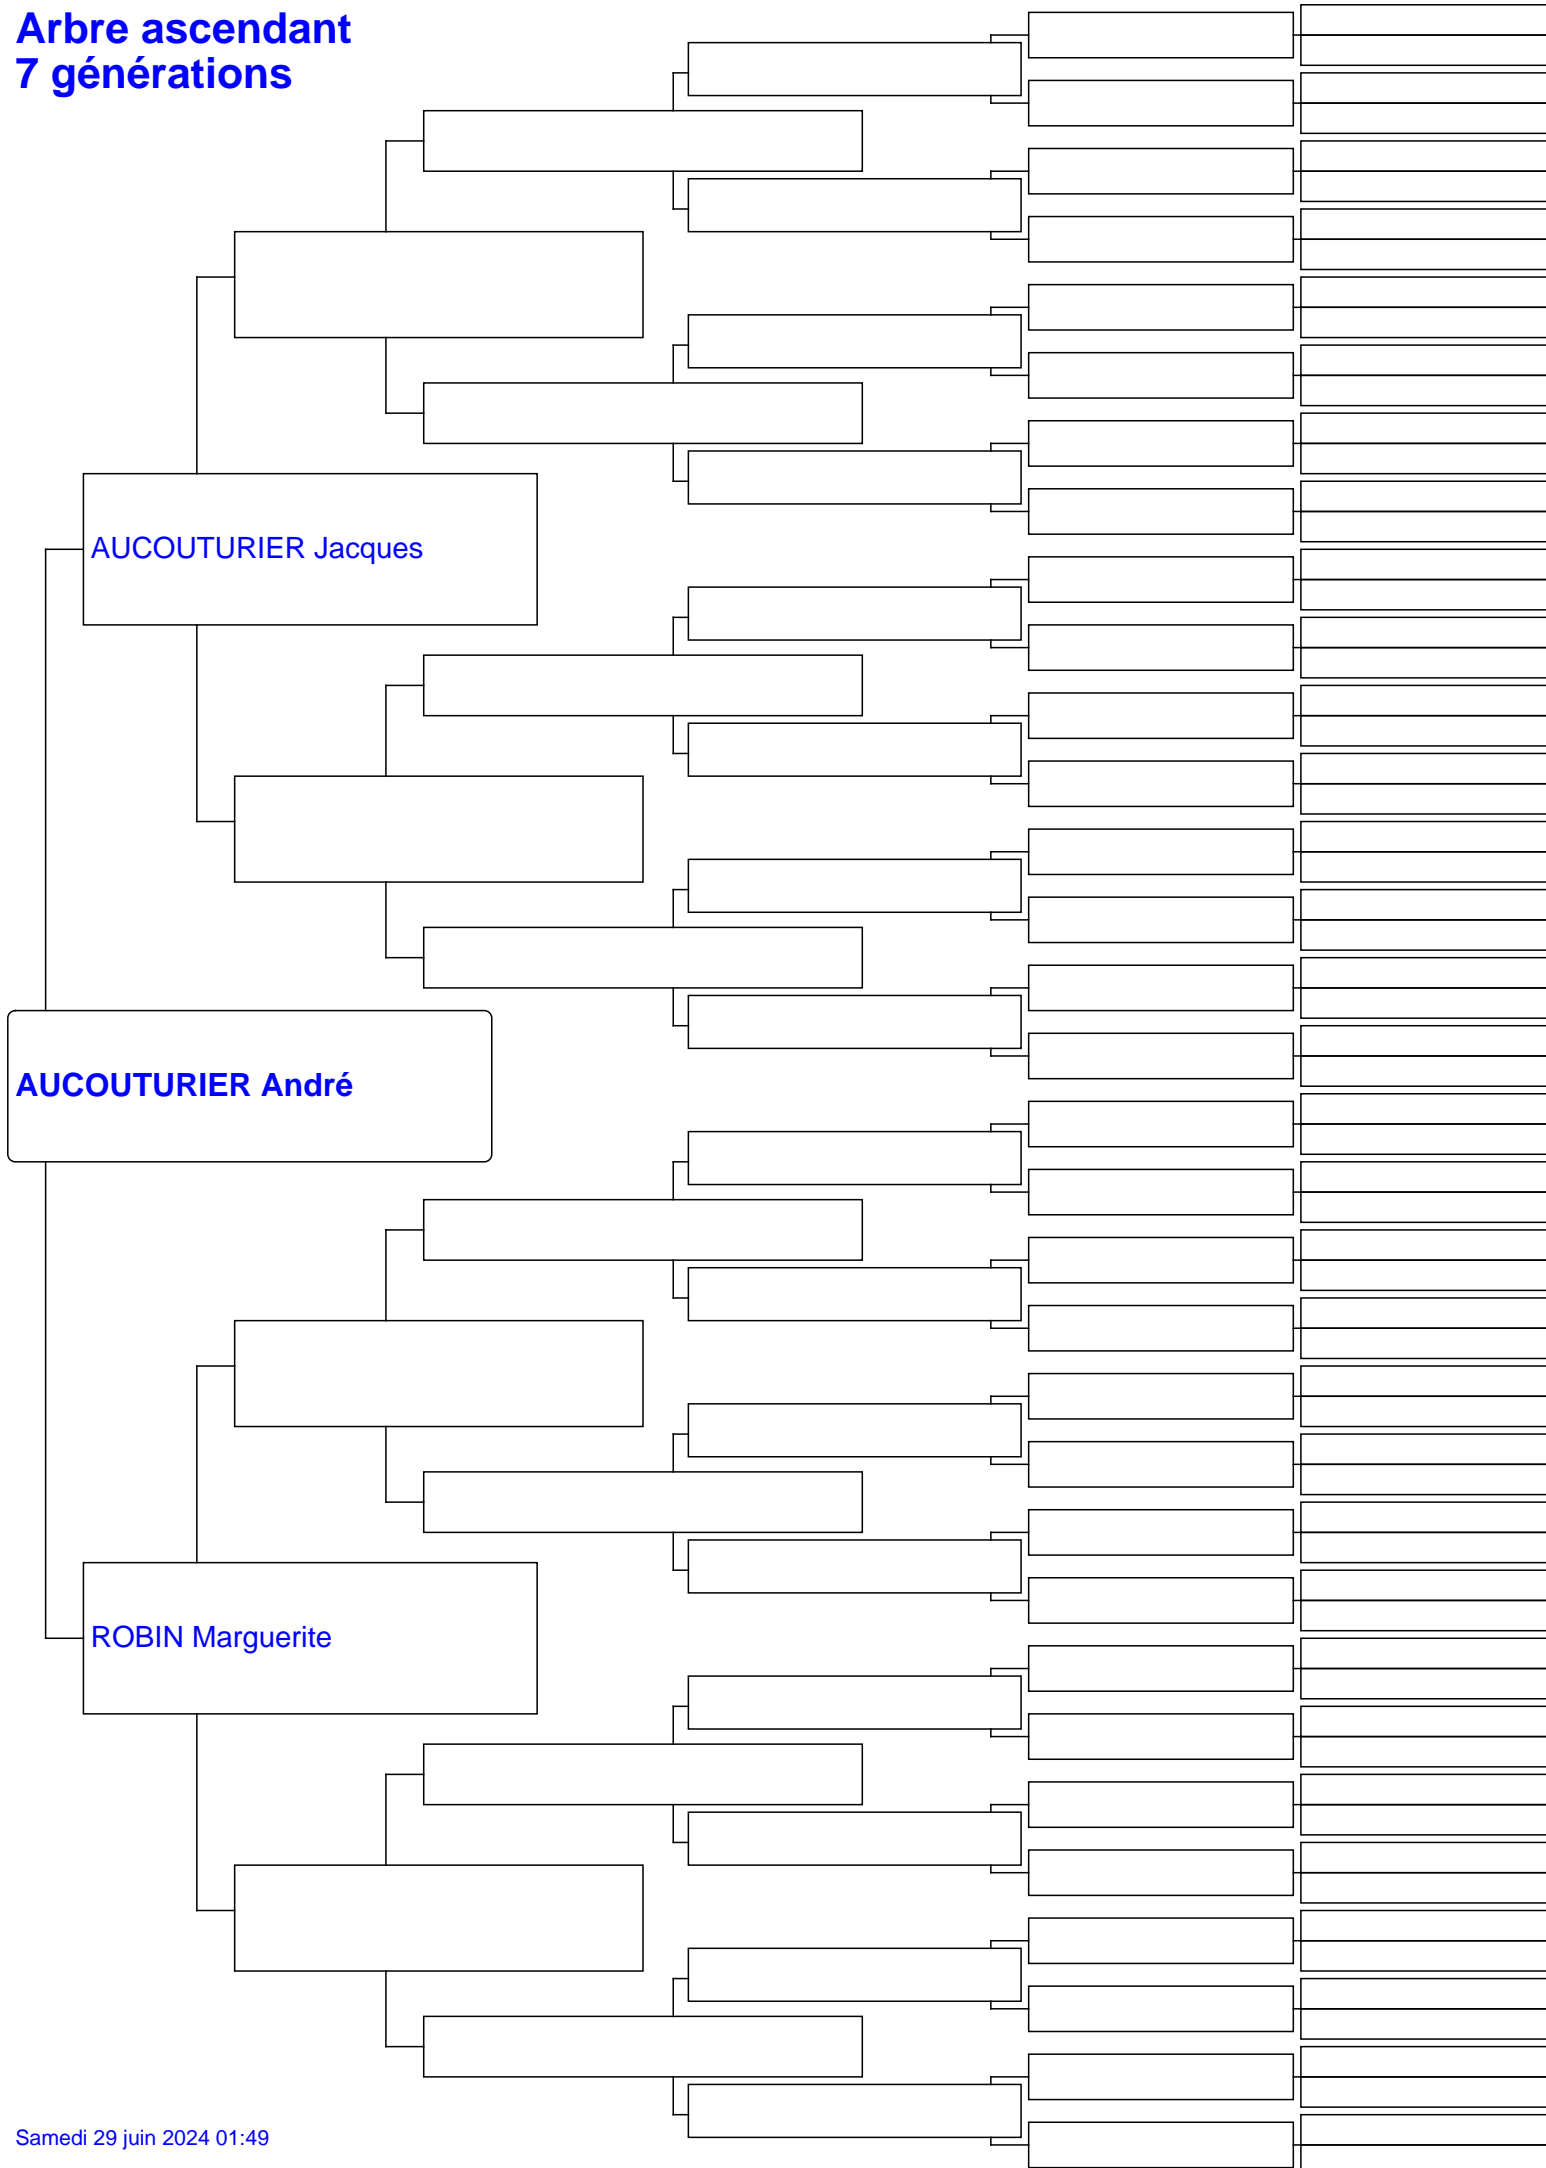 Arbre ascendant
7 générations
AUCOUTURIER Jacques
AUCOUTURIER André
ROBIN Marguerite
Samedi 29 juin 2024 01:49